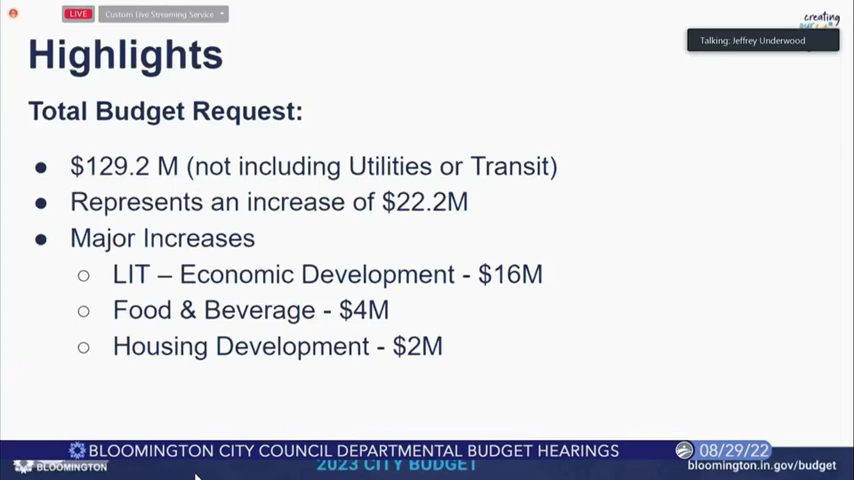 LIVE
Custom Live Streaming Service
creating
Talking: Jeffrey Underwood
Highlights
Total Budget Request:
● $129.2 M (not including Utilities or Transit)
● Represents an increase of $22.2M
● Major Increases
○ LIT – Economic Development - $16M
○ Food & Beverage - $4M
○ Housing Development - $2M
BLOOMINGTON CITY COUNCIL DEPARTMENTAL BUDGET HEARINGS
08/29/22
BLOOMINGTON
2023 CITY BUDGET
bloomington.in.gov/budget